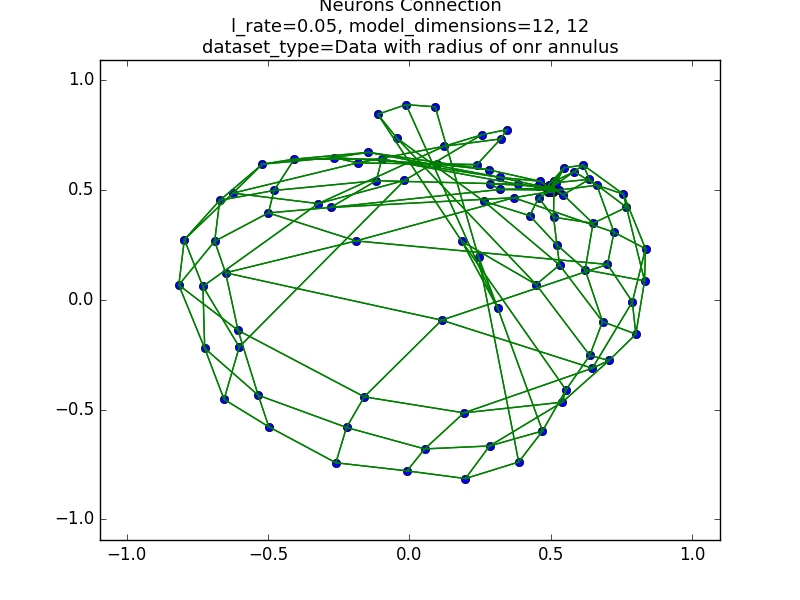 Neurons Connection
l_rate=0.05, model_dimensions=12, 12
dataset_type=Data with radius of onr annulus
1.0
0.5
0.0
−0.5
−1.0
−1.0 −0.5 0.0 0.5 1.0